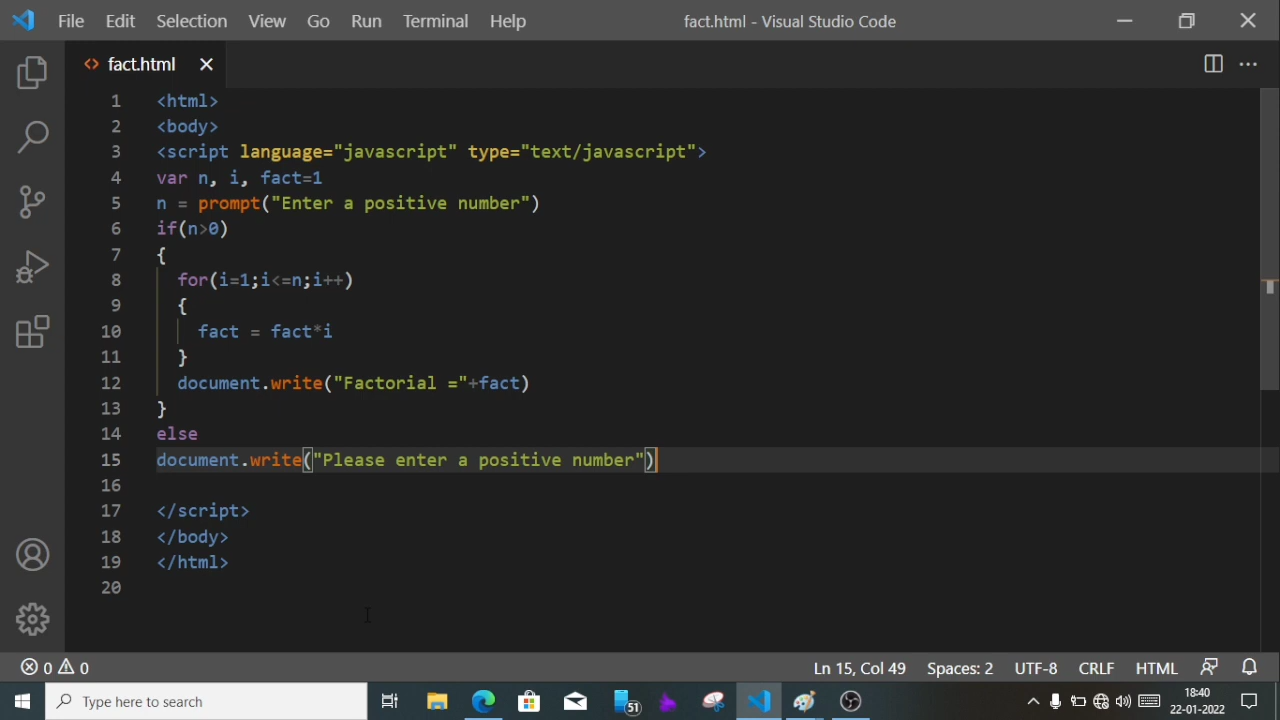 File Edit Selection View Go Run Terminal Help fact.html - Visual Studio Code
<> fact.html
1 <html>
2 <body>
3 <script language="javascript" type="text/javascript">
4 var n, i, fact=1
5 n = prompt("Enter a positive number")
6 if(n>0)
7 {
8 for(i=1;i<=n;i++)
9 {
10 fact = fact*i
11 }
12 document.write("Factorial ="+fact)
13 }
14 else
15 document.write("Please enter a positive number")
16
17 </script>
18 </body>
19 </html>
20
0 0 Ln 15, Col 49 Spaces: 2 UTF-8 CRLF HTML
Type here to search 51 18:40
22-01-2022